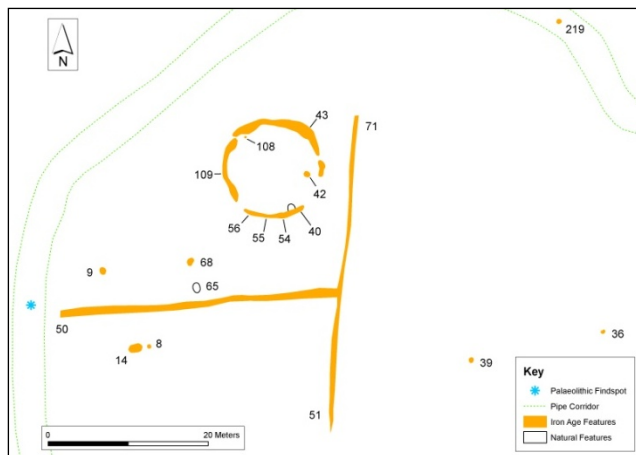 219
N
43
71
108
109
42
56
55
54
40
9
68
65
50
36
39
14
8
51
Key
Palaeolithic Findspot
Pipe Corridor
Iron Age Features
Natural Features
0
20 Meters